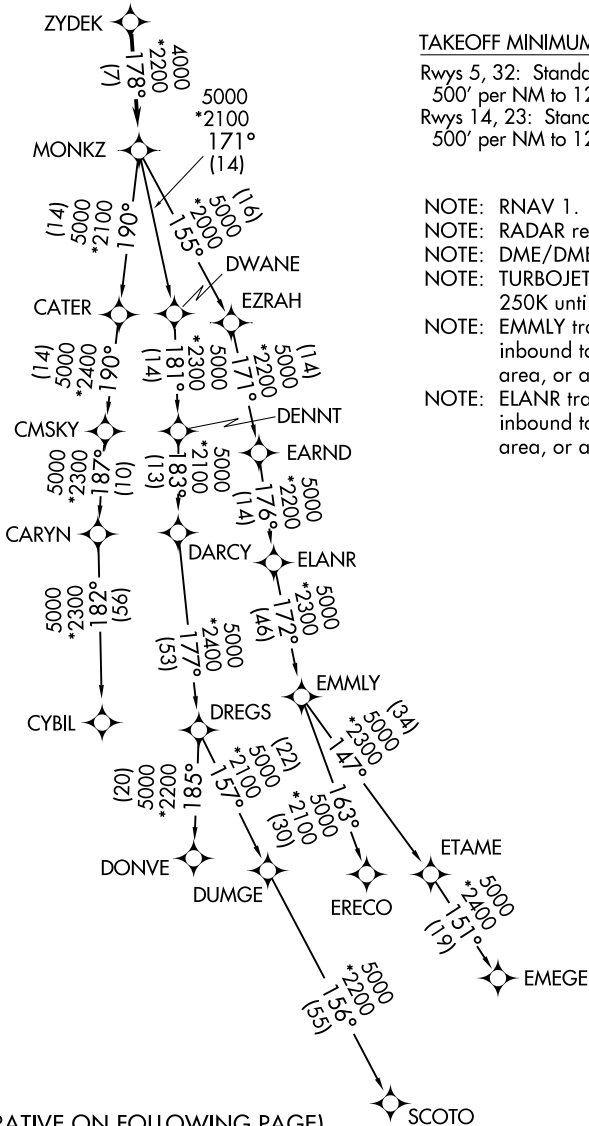 ZYDEK
4000
*2200
178°
(7)
TAKEOFF MINIMUM
Rwys 5, 32: Standa
500' per NM to 12
Rwys 14, 23: Stand
500' per NM to 12
5000
*2100
171°
(14)
MONKZ
(14)
5000
*2100
190°
(16)
5000
*2000
155°
NOTE: RNAV 1.
NOTE: RADAR re
NOTE: DME/DME
NOTE: TURBOJET
250K unti
NOTE: EMMLY tra
inbound to
area, or a
NOTE: ELANR tra
inbound to
area, or a
DWANE
CATER
EZRAH
(14)
5000
*2400
190°
5000
*2300
181°
(14)
(14)
5000
*2200
171°
DENNT
CMSKY
EARND
5000
*2300
187°
(10)
5000
*2100
183°
(13)
5000
*2200
176°
(14)
CARYN
DARCY
ELANR
5000
*2300
182°
(56)
5000
*2400
177°
(53)
5000
*2300
172°
(46)
EMMLY
CYBIL
DREGS
(34)
5000
*2300
147°
(20)
5000
*2200
185°
(22)
5000
*2100
157°
5000
*2100
163°
(30)
DONVE
DUMGE
ERECO
ETAME
5000
*2400
151°
(19)
EMEGE
5000
*2200
156°
(55)
SCOTO
RATIVE ON FOLLOWING PAGE)